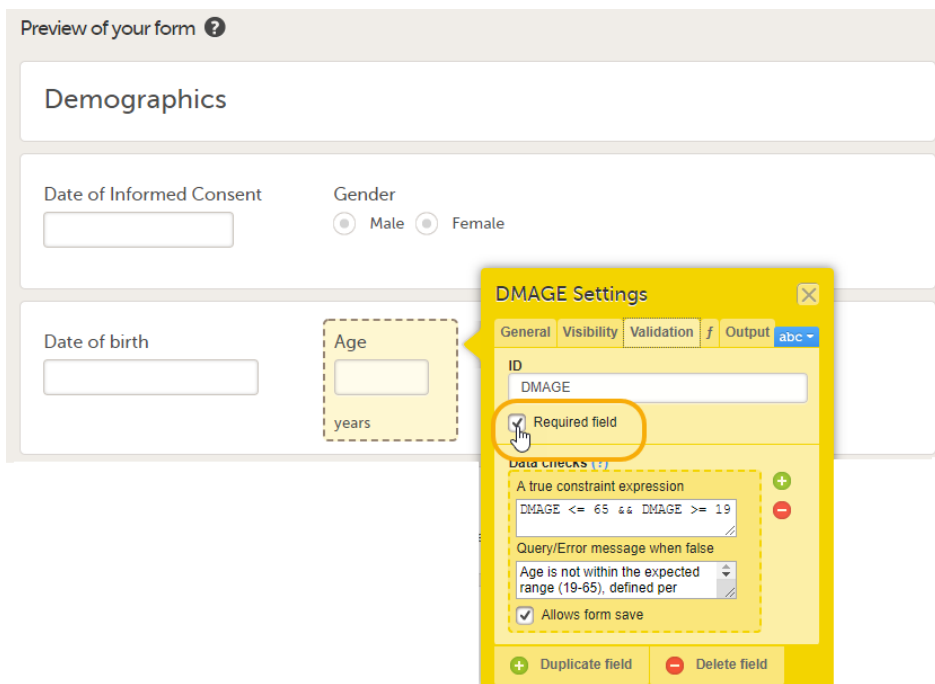 Preview of your form ?
Demographics
Date of Informed Consent
Gender
Male Female
DMAGE Settings
General Visibility Validation ƒ Output abc
Date of birth
Age
ID
DMAGE
years
Required field
Data checks (?)
A true constraint expression
DMAGE <= 65 && DMAGE >= 19
Query/Error message when false
Age is not within the expected
range (19-65), defined per
Allows form save
Duplicate field Delete field